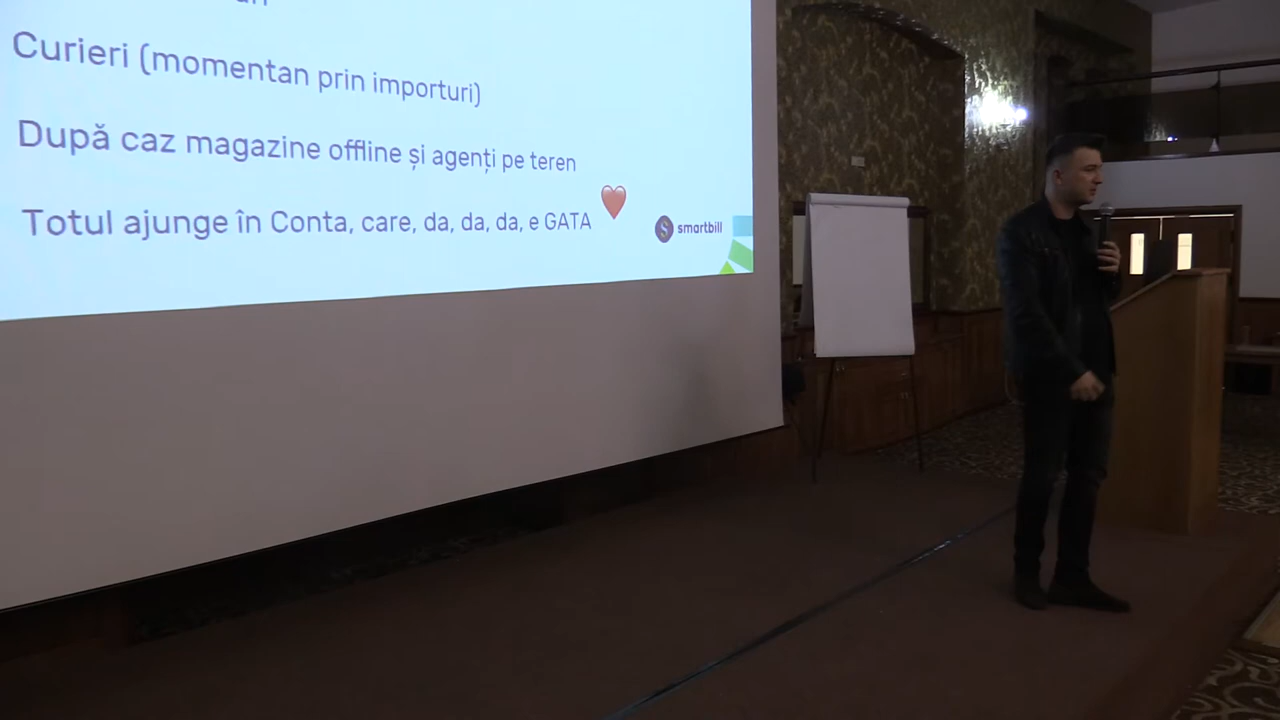 Curieri (momentan prin importuri)
După caz magazine offline și agenți pe teren
Totul ajunge în Conta, care, da, da, da, e GATA
smartbill